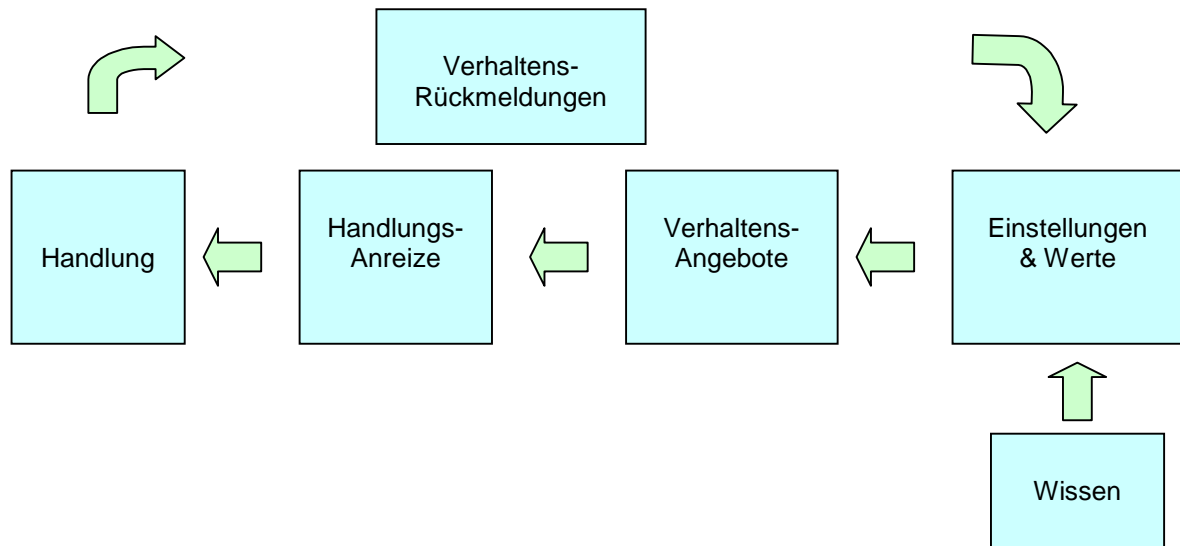 Verhaltens-
Rückmeldungen
Handlung
Handlungs-
Anreize
Verhaltens-
Angebote
Einstellungen
& Werte
Wissen